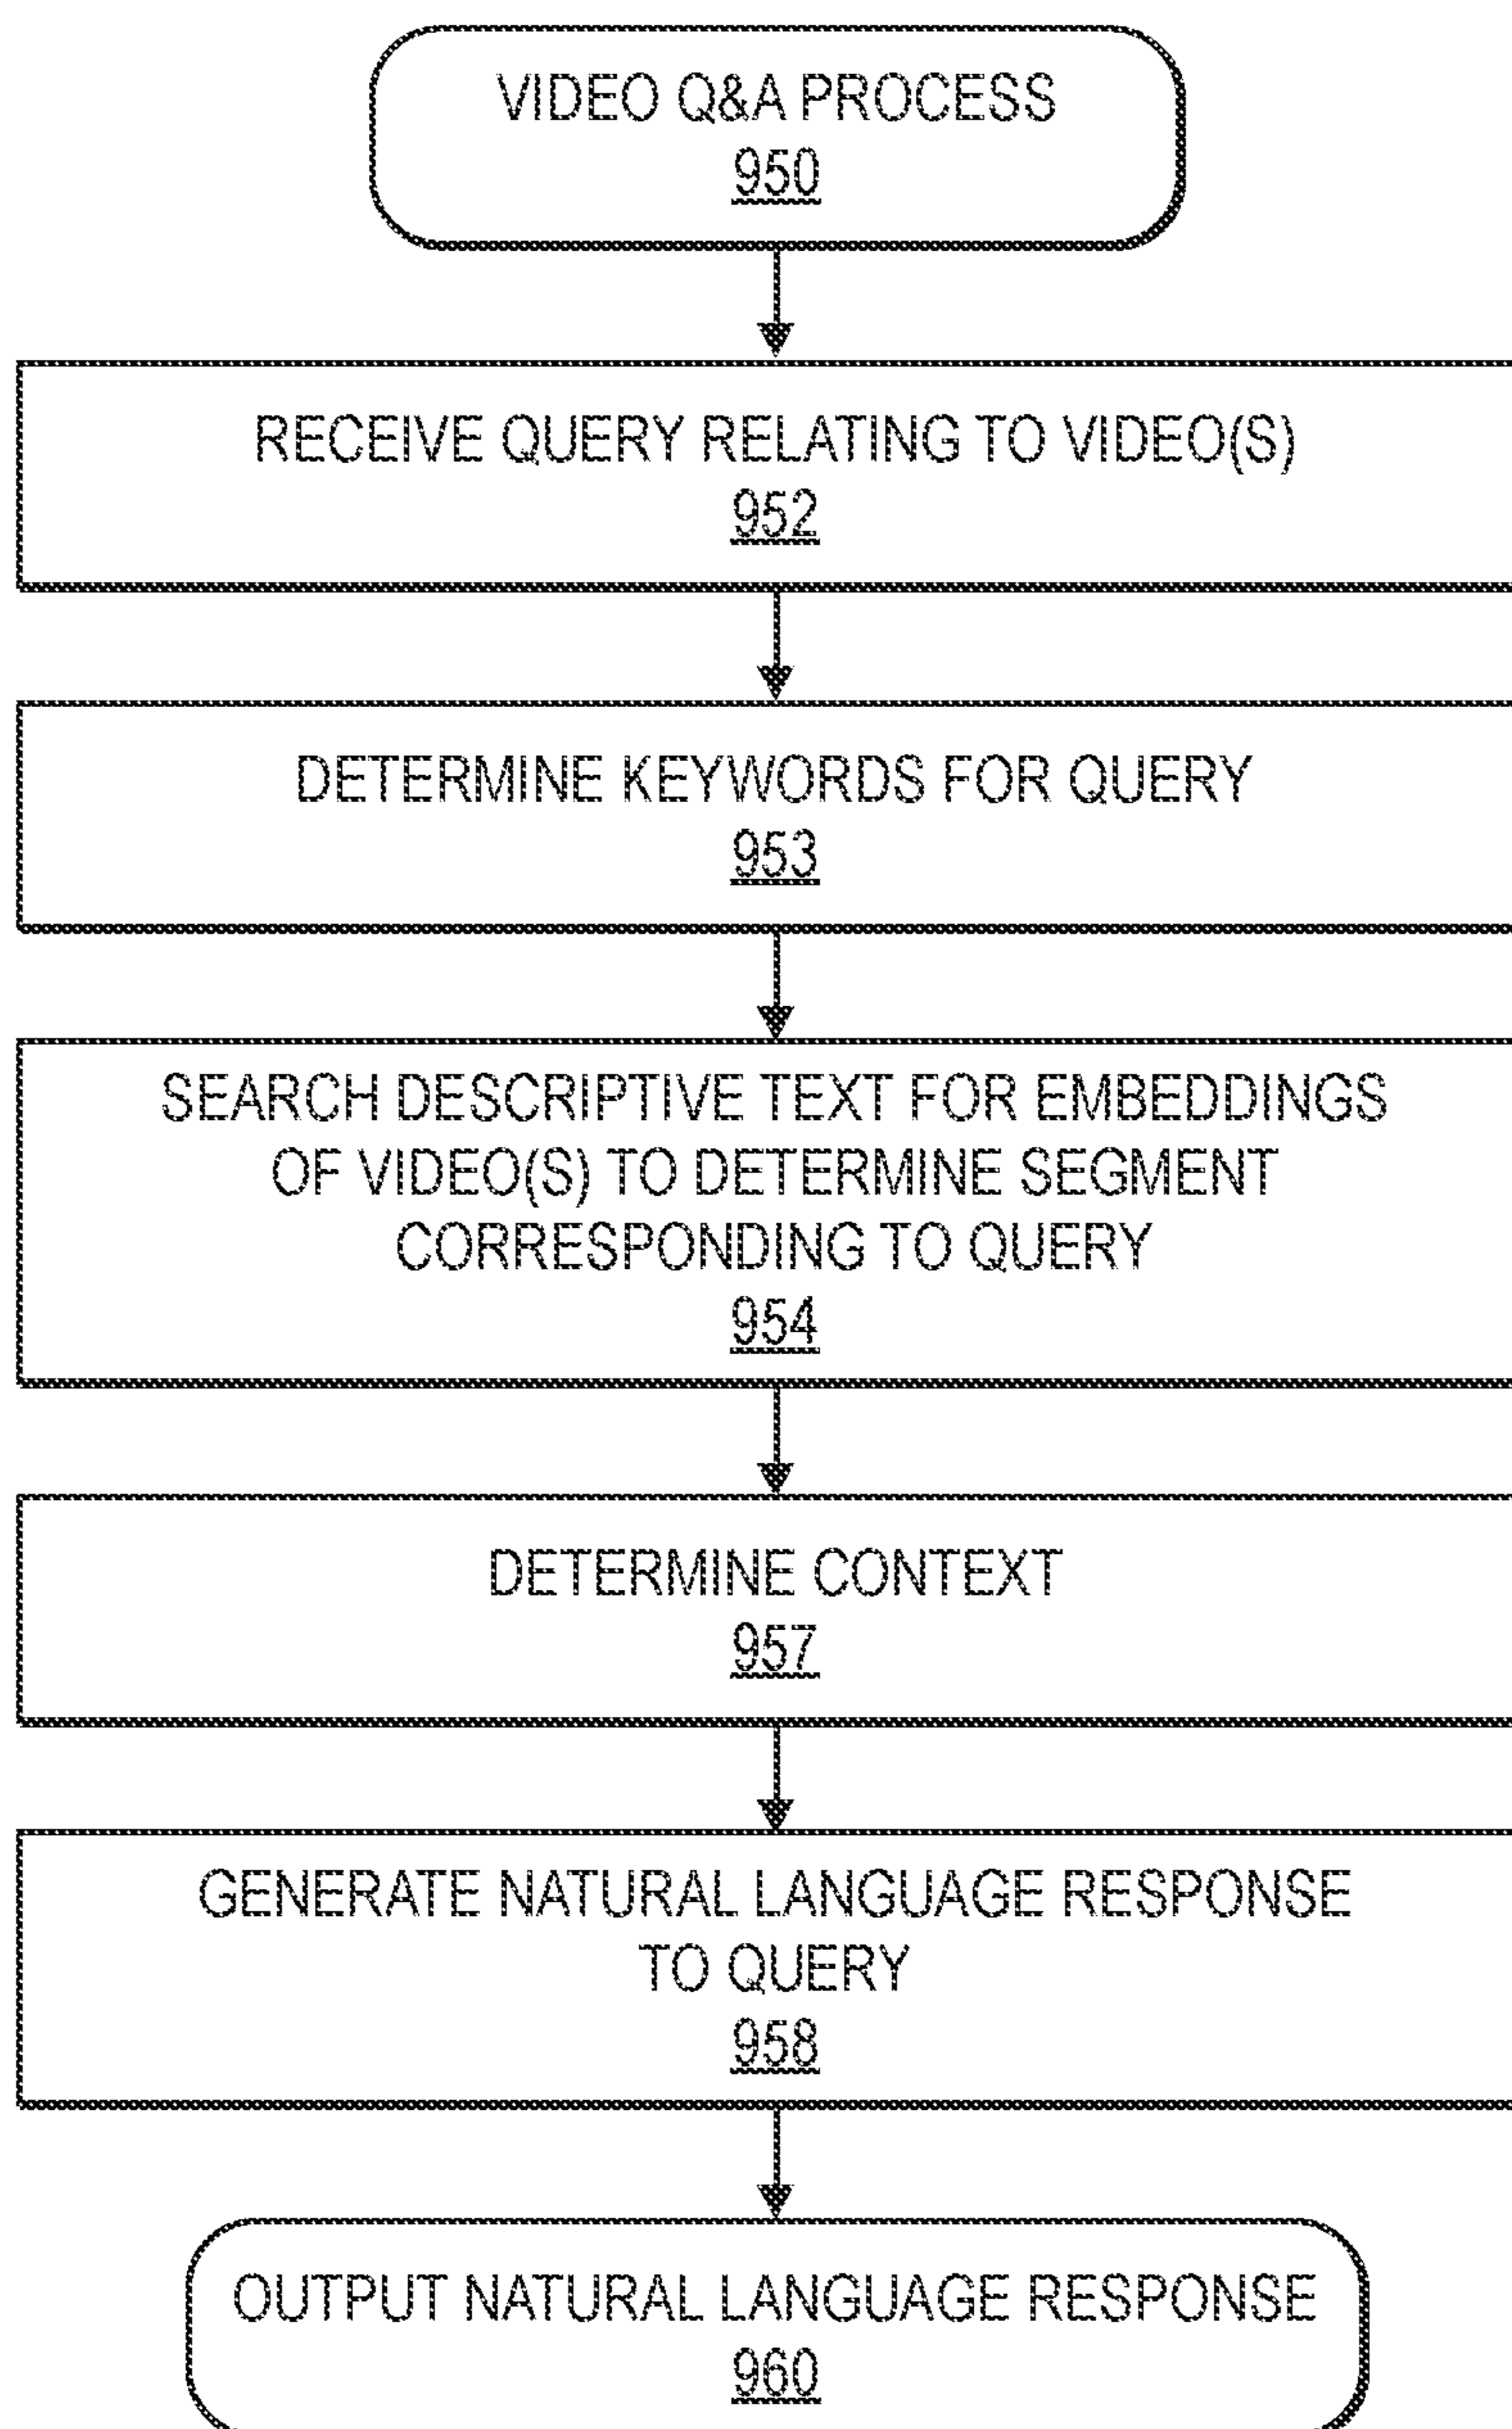 VIDEO Q&A PROCESS
950
RECEIVE QUERY RELATING TO VIDEO(S)
952
DETERMINE KEYWORDS FOR QUERY
953
SEARCH DESCRIPTIVE TEXT FOR EMBEDDINGS
OF VIDEO(S) TO DETERMINE SEGMENT
CORRESPONDING TO QUERY
954
DETERMINE CONTEXT
957
GENERATE NATURAL LANGUAGE RESPONSE
TO QUERY
958
OUTPUT NATURAL LANGUAGE RESPONSE
960